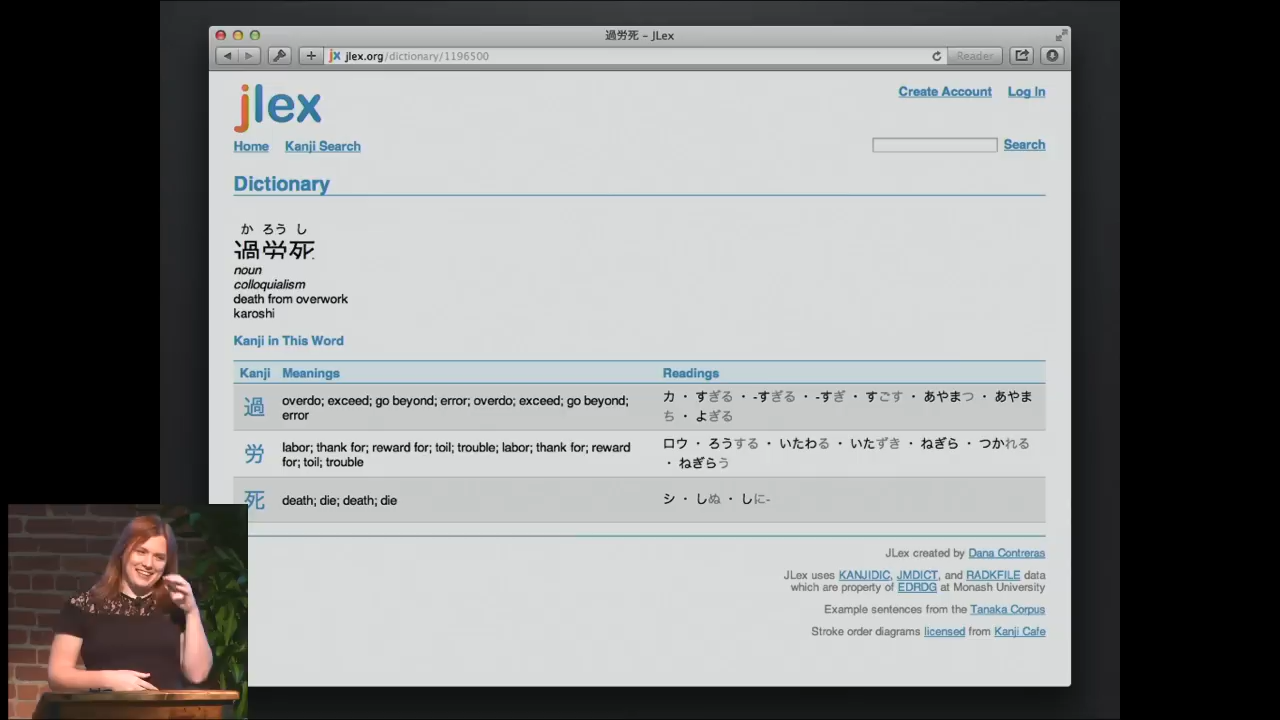 過労死 – JLex
jlex.org/dictionary/1196500
Reader
jlex
Create Account Log In
Home Kanji Search
Search
Dictionary
か ろう し
過労死
noun
colloquialism
death from overwork
karoshi
Kanji in This Word
Kanji Meanings Readings
過 overdo; exceed; go beyond; error; overdo; exceed; go beyond;
error
カ ・ すぎる ・ -すぎる ・ -すぎ ・ すごす ・ あやまつ ・ あやま
ち ・ よぎる
労 labor; thank for; reward for; toil; trouble; labor; thank for; reward
for; toil; trouble
ロウ ・ ろうする ・ いたわる ・ いたずき ・ ねぎら ・ つかれる
・ ねぎらう
死 death; die; death; die
シ ・ しぬ ・ しに-
JLex created by Dana Contreras
JLex uses KANJIDIC, JMDICT, and RADKFILE data
which are property of EDRDG at Monash University
Example sentences from the Tanaka Corpus
Stroke order diagrams licensed from Kanji Cafe